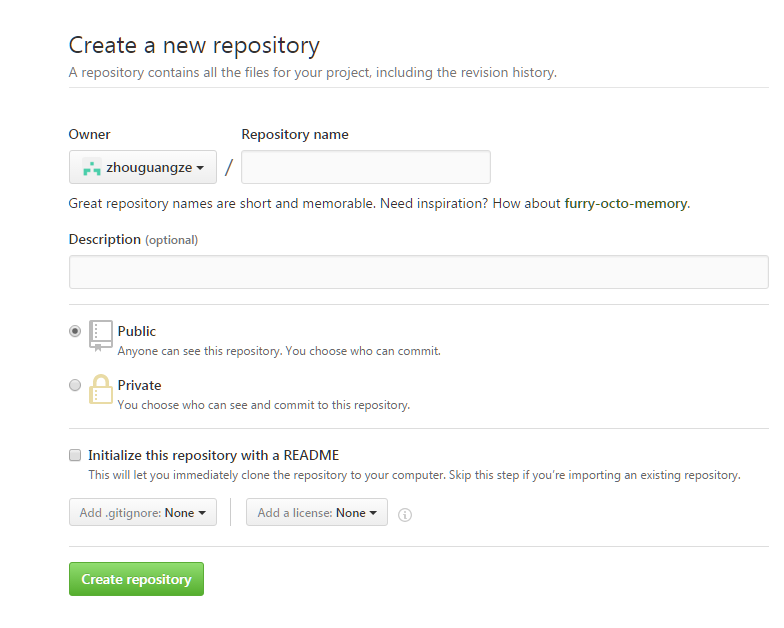 Create a new repository
A repository contains all the files for your project, including the revision history.
Owner Repository name
zhouguangze /
Great repository names are short and memorable. Need inspiration? How about furry-octo-memory.
Description (optional)
Public
Anyone can see this repository. You choose who can commit.
Private
You choose who can see and commit to this repository.
Initialize this repository with a README
This will let you immediately clone the repository to your computer. Skip this step if you're importing an existing repository.
Add .gitignore: None Add a license: None
Create repository